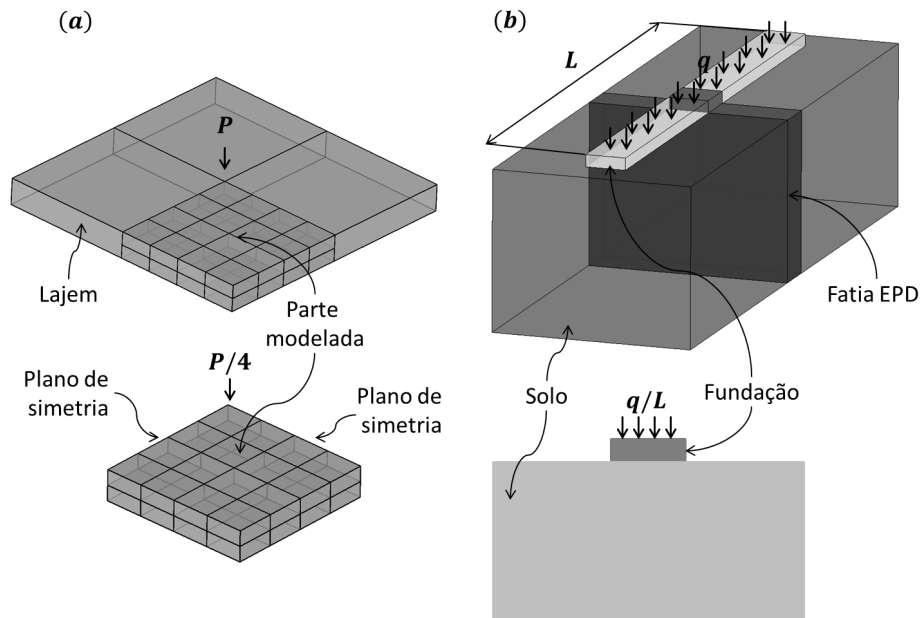 (a)
P
Lajem
Parte
modelada
P/4
Plano de
simetria
Plano de
simetria
(b)
L
q
Fatia EPD
Solo
Fundação
q/L